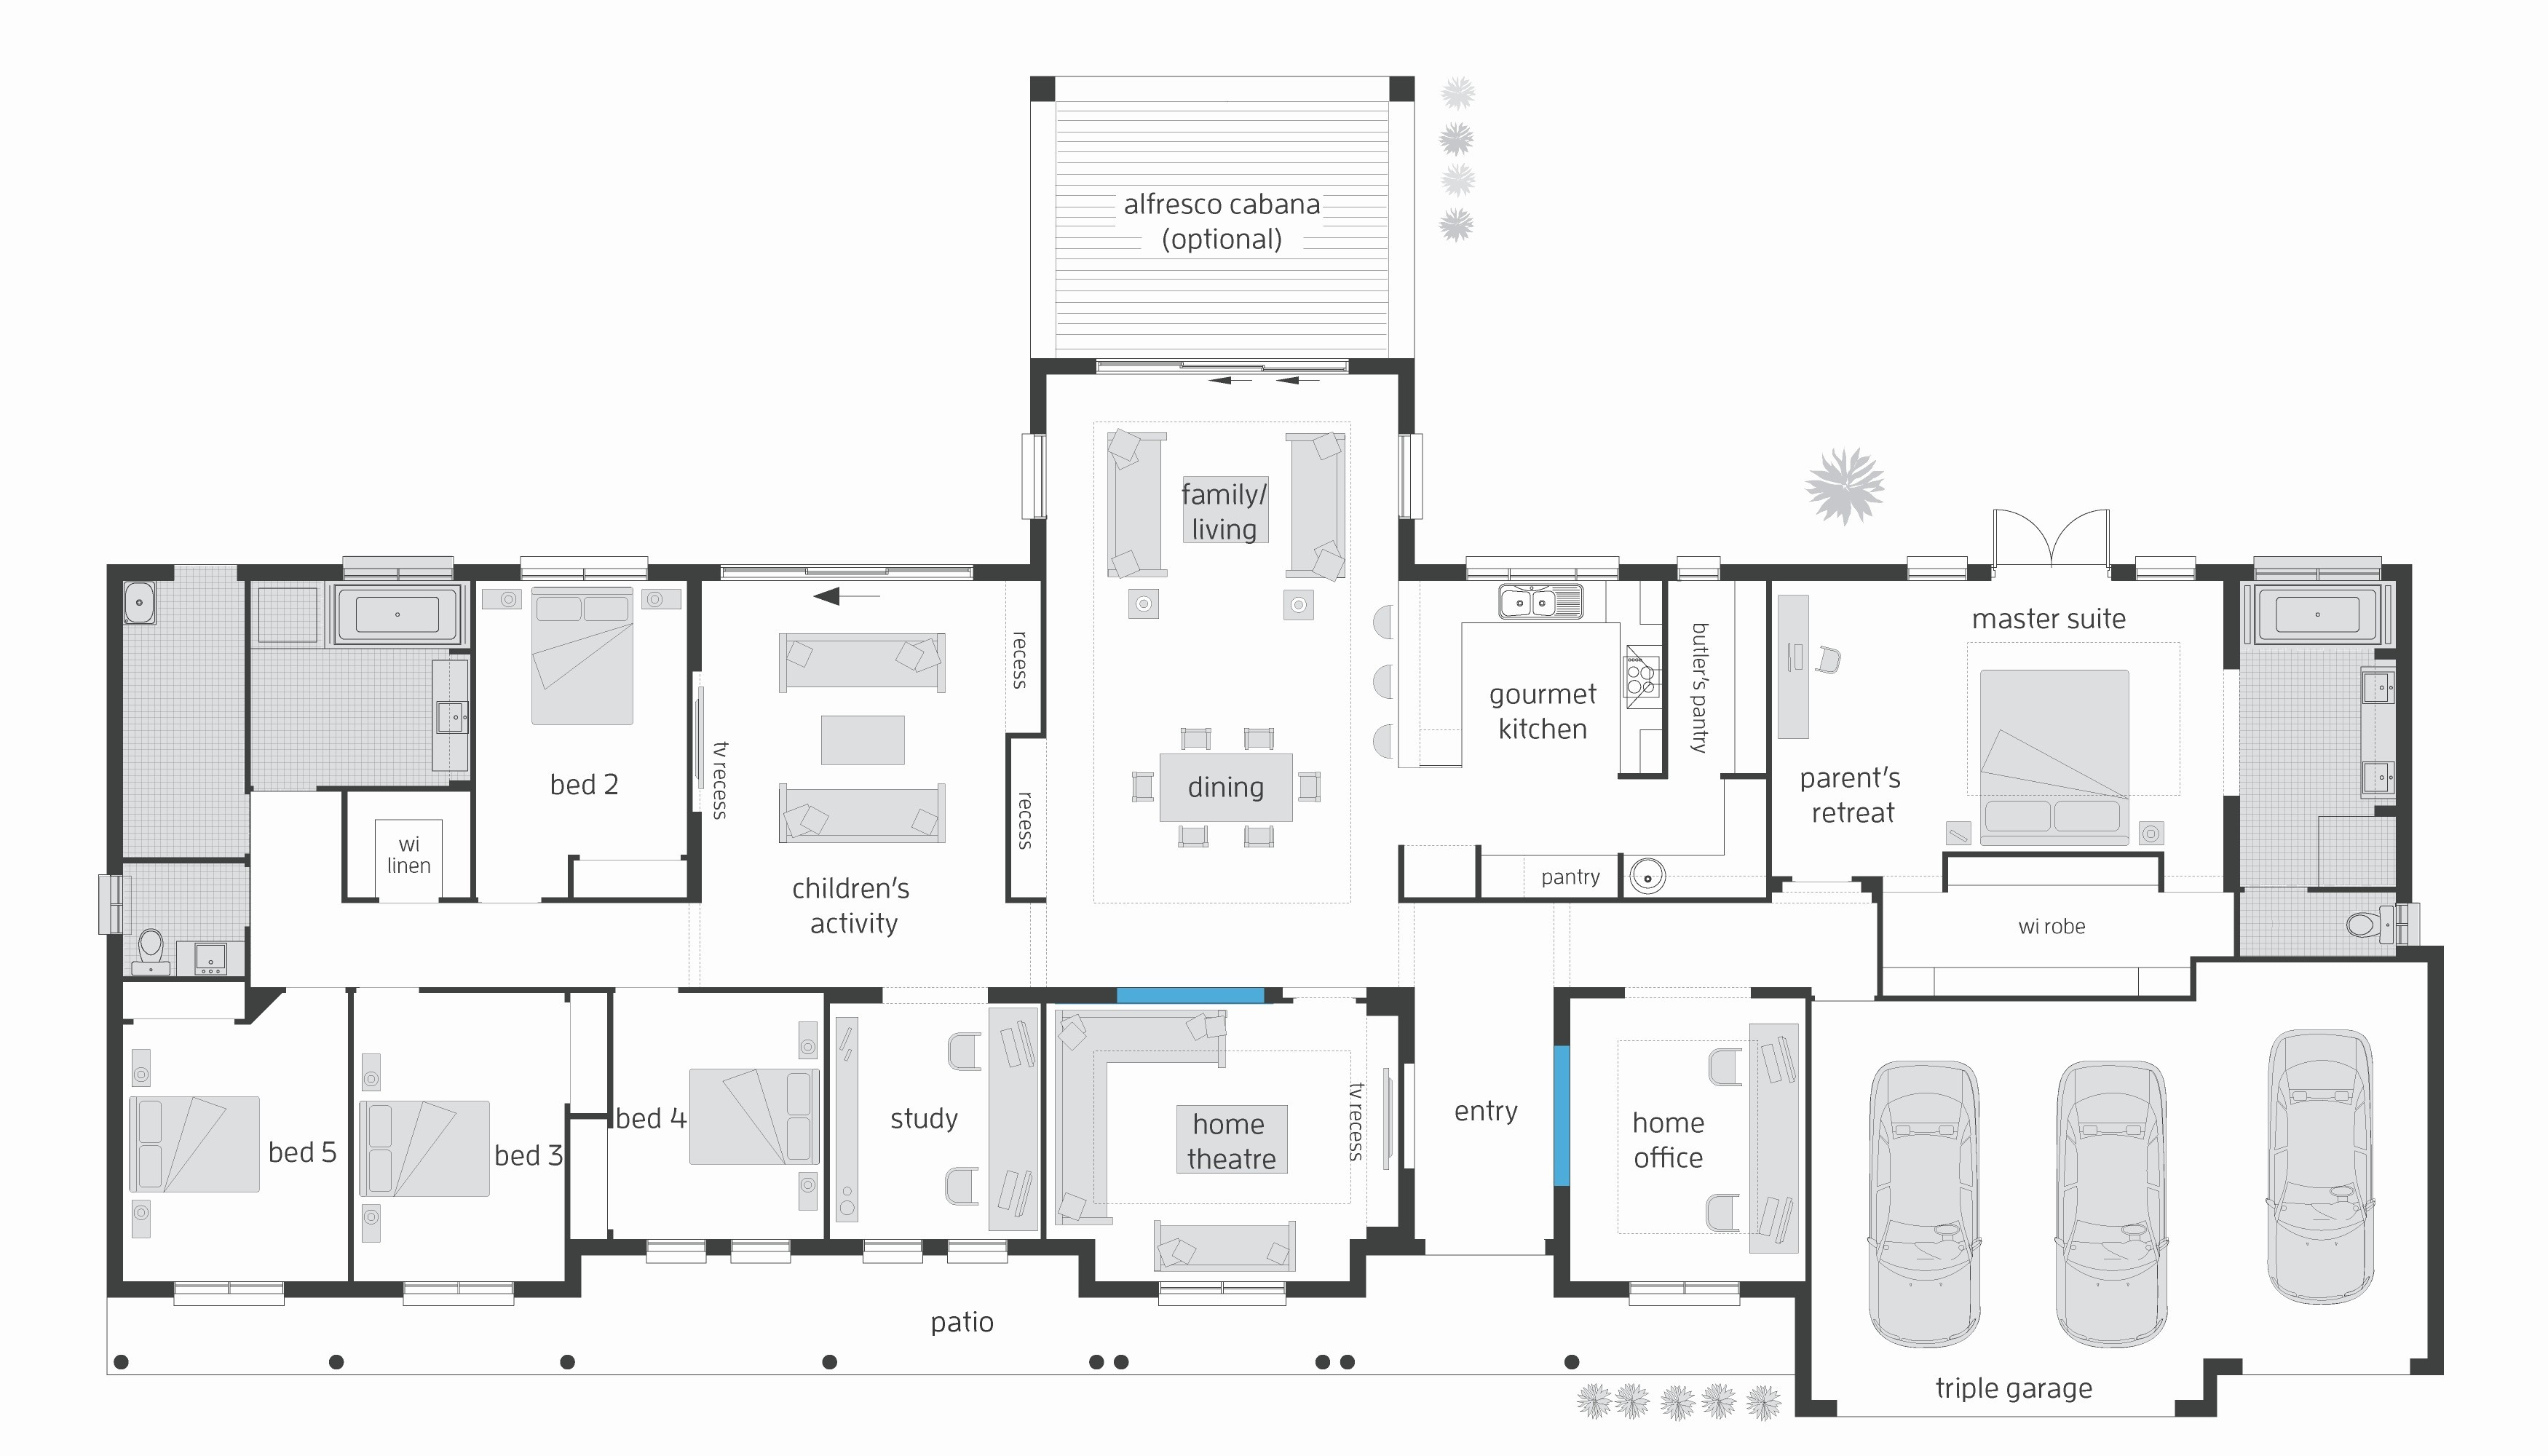 alfresco cabana
(optional)
family/
living
master suite
recess
butler's pantry
gourmet
kitchen
tv recess
bed 2
dining
parent's
retreat
recess
wi
linen
pantry
children's
activity
wi robe
bed 4
study
home
theatre
tv recess
entry
home
office
bed 5
bed 3
patio
triple garage